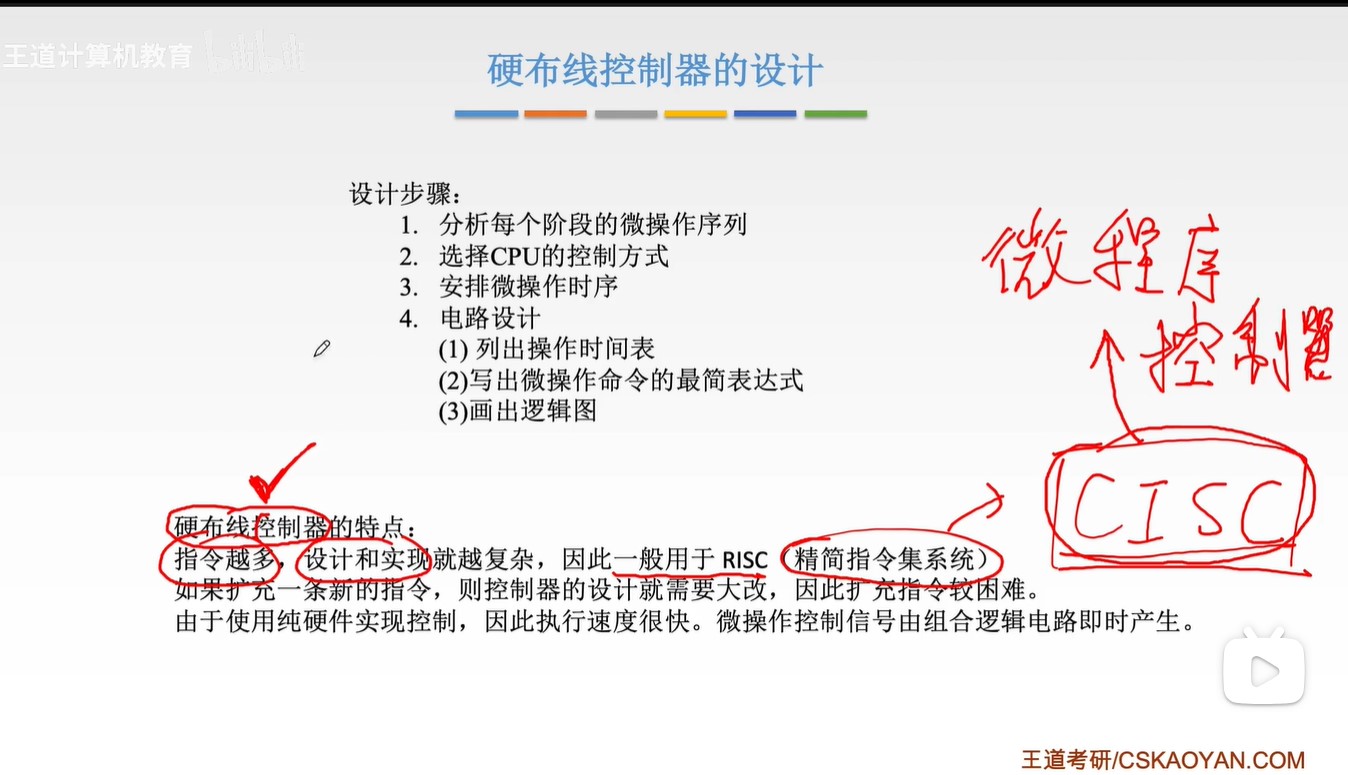 王道计算机教育 bilibili
硬布线控制器的设计
设计步骤：
1. 分析每个阶段的微操作序列
2. 选择CPU的控制方式
3. 安排微操作时序
4. 电路设计
(1) 列出操作时间表
(2)写出微操作命令的最简表达式
(3)画出逻辑图
微程序
控制器
CISC
硬布线控制器的特点：
指令越多，设计和实现就越复杂，因此一般用于 RISC（精简指令集系统）
如果扩充一条新的指令，则控制器的设计就需要大改，因此扩充指令较困难。
由于使用纯硬件实现控制，因此执行速度很快。微操作控制信号由组合逻辑电路即时产生。
王道考研/CSKAOYAN.COM